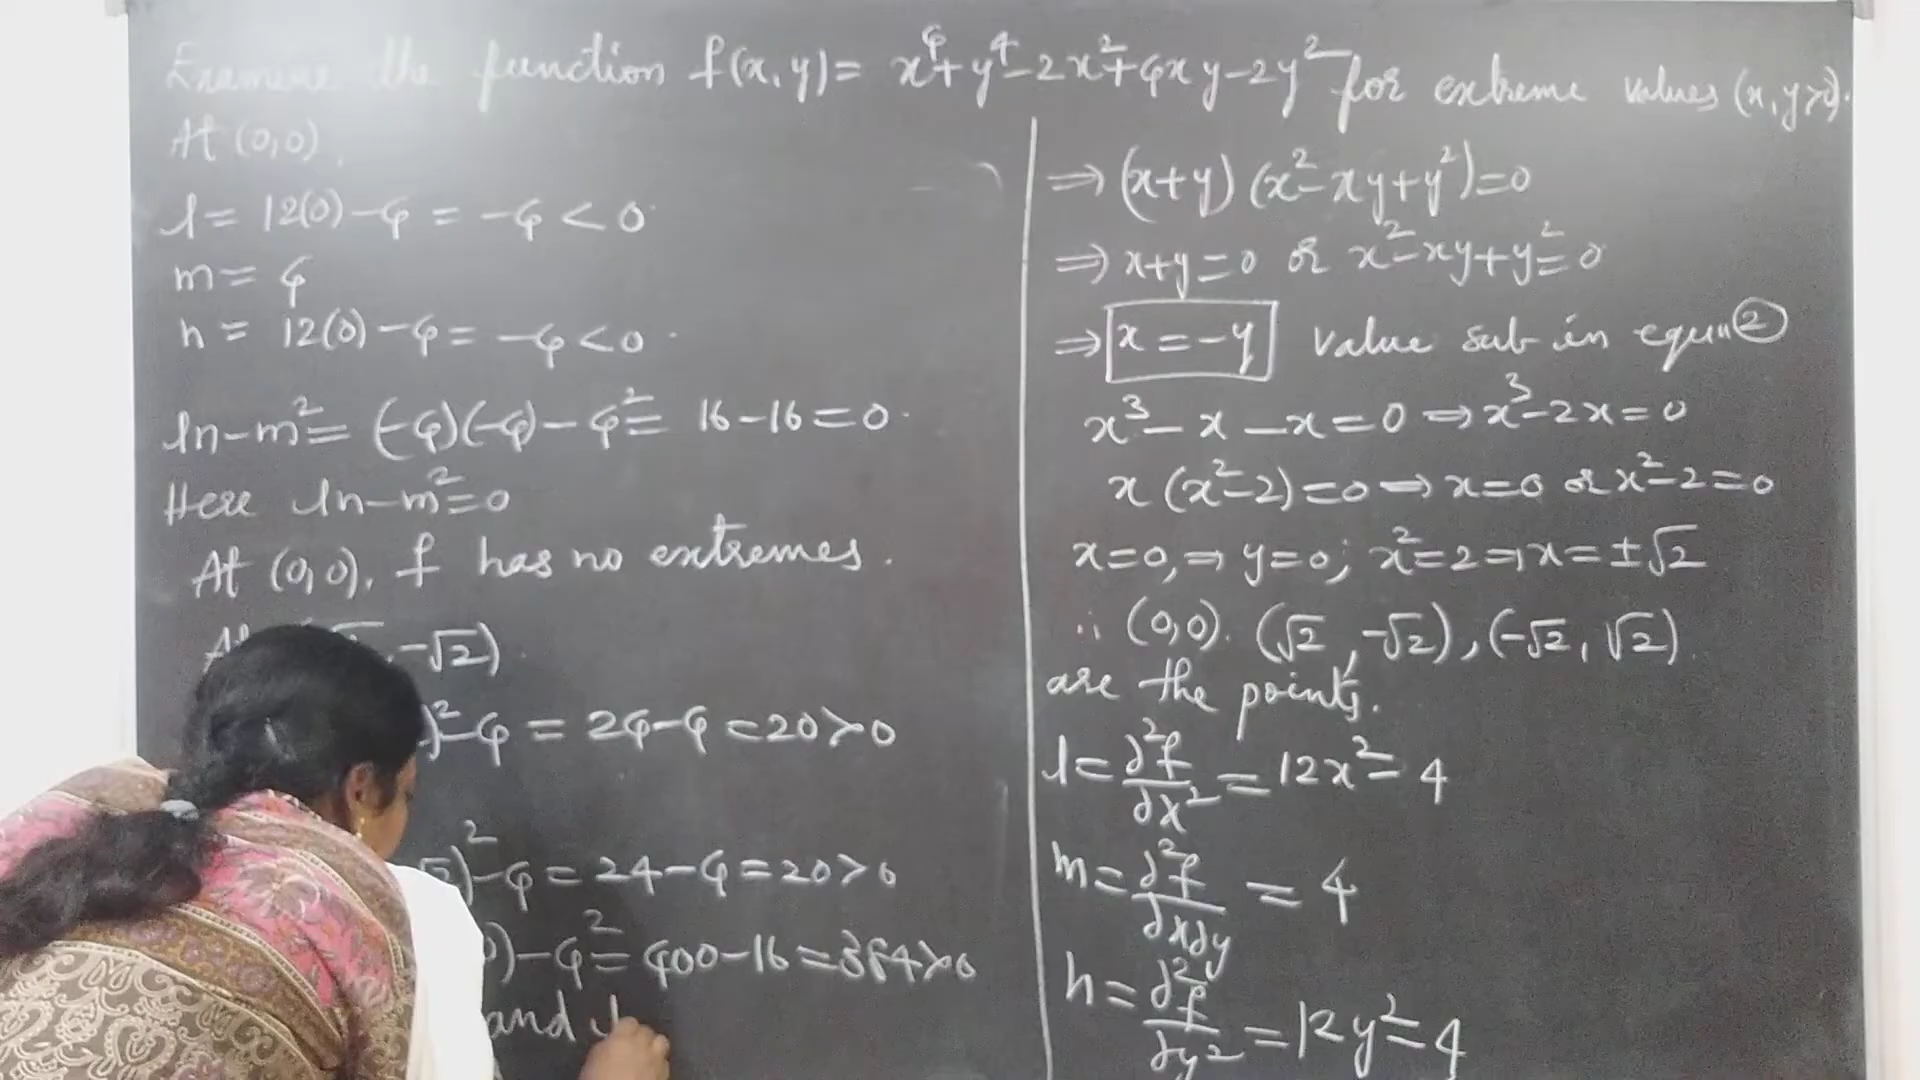 Examine the function f(x,y) = x⁴+y⁴-2x²+4xy-2y² for extreme values (x,y>0).
At (0,0),
l = 12(0)-4 = -4 < 0
m = 4
n = 12(0)-4 = -4 < 0.
ln-m² = (-4)(-4)-4² = 16-16 = 0.
Here ln-m²=0
At (0,0), f has no extremes.
-√2).
)²-4 = 24-4 = 20>0
)²-4 = 24-4 = 20>0
)-4² = 400-16 = 384>0
and
⇒ (x+y) (x²-xy+y²)=0
⇒ x+y=0 or x²-xy+y²=0
⇒ x = -y value sub in equn ②
x³-x-x=0 ⇒ x³-2x=0
x (x²-2)=0 ⇒ x=0 or x²-2=0
x=0, ⇒ y=0; x²=2 ⇒ x=±√2
∴ (0,0). (√2, -√2), (-√2, √2).
are the points.
l = ∂²f/∂x² = 12x²-4
m = ∂²f/∂x∂y = 4
n = ∂²f/∂y² = 12y²-4